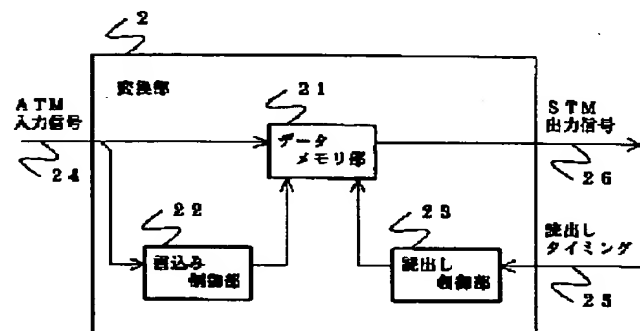 2
変換部
ATM
入力信号
24
21
データ
メモリ部
STM
出力信号
26
22
書込み
制御部
23
読出し
制御部
読出し
タイミング
25